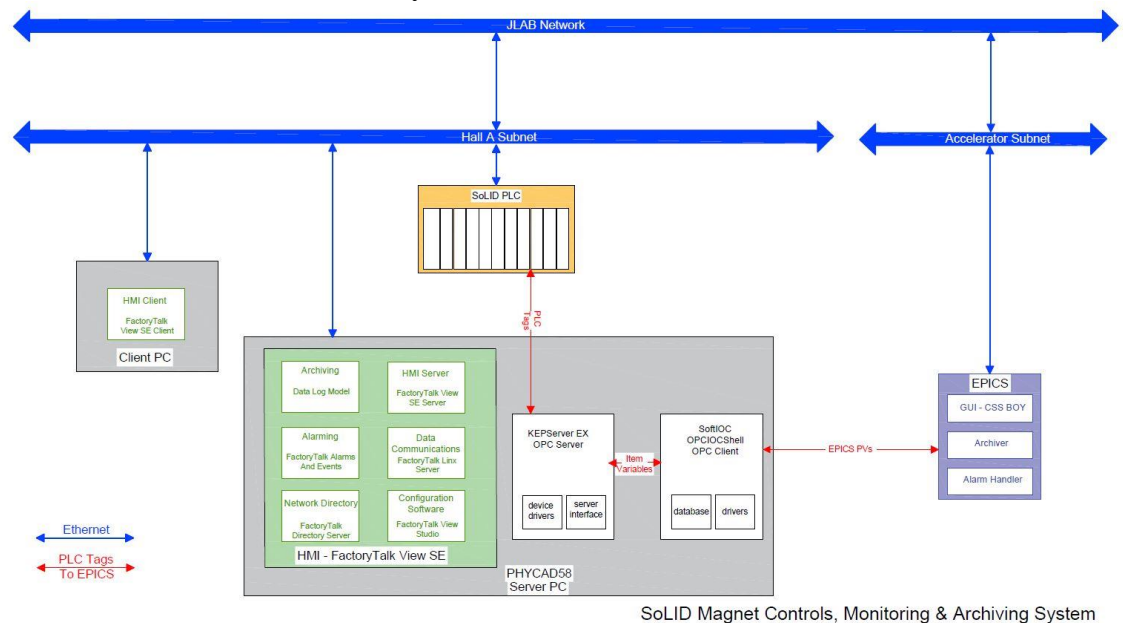 JLAB Network
Hall A Subnet
Accelerator Subnet
SoLID PLC
HMI Client
FactoryTalk
View SE Client
Client PC
PLC
Tags
Archiving
Data Log Model
HMI Server
FactoryTalk View
SE Server
Alarming
FactoryTalk Alarms
And Events
Data
Communications
FactoryTalk Linx
Server
Network Directory
FactoryTalk
Directory Server
Configuration
Software
FactoryTalk View
Studio
HMI - FactoryTalk View SE
KEPServer EX
OPC Server
device
drivers
server
interface
Item
Variables
SoftIOC
OPCIOCShell
OPC Client
database
drivers
PHYCAD58
Server PC
EPICS PVs
EPICS
GUI - CSS BOY
Archiver
Alarm Handler
Ethernet
PLC Tags
To EPICS
SoLID Magnet Controls, Monitoring & Archiving System